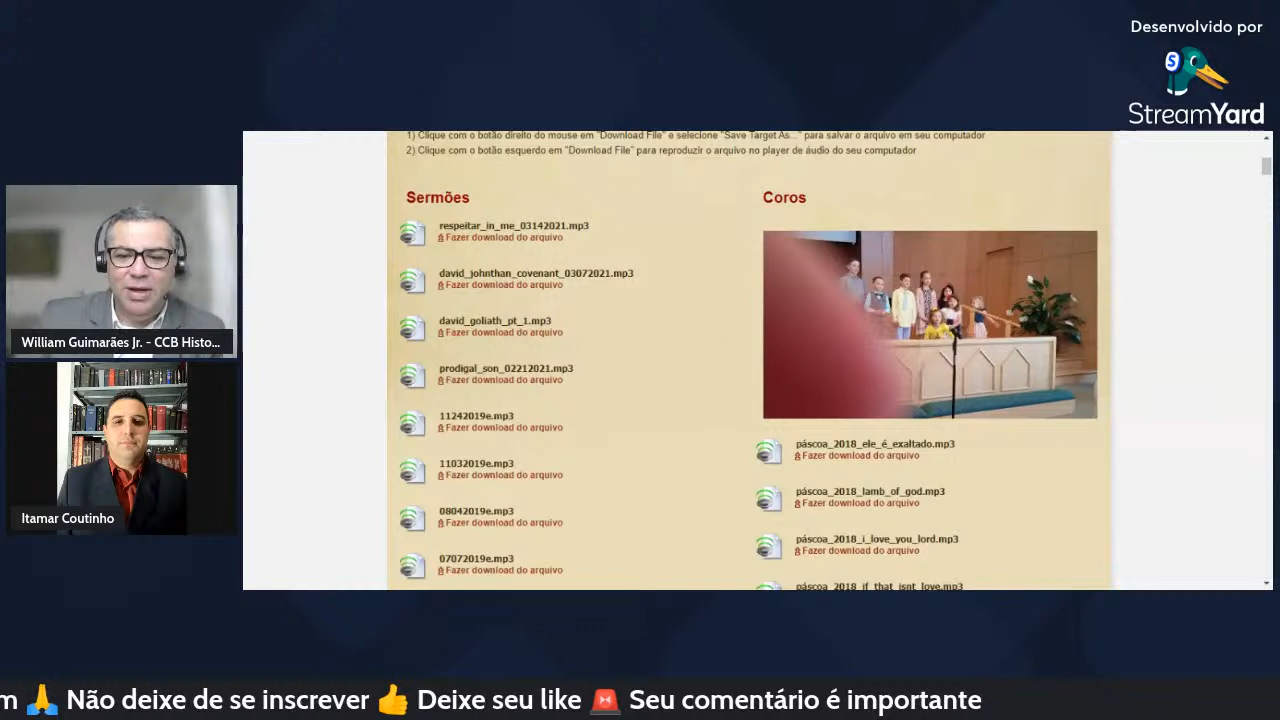 Desenvolvido por
StreamYard
1) Clique com o botão direito do mouse em "Download File" e selecione "Save Target As..." para salvar o arquivo em seu computador
2) Clique com o botão esquerdo em "Download File" para reproduzir o arquivo no player de áudio do seu computador
Sermões
respeitar_in_me_03142021.mp3
Fazer download do arquivo
david_johnthan_covenant_03072021.mp3
Fazer download do arquivo
david_goliath_pt_1.mp3
Fazer download do arquivo
prodigal_son_02212021.mp3
Fazer download do arquivo
11242019e.mp3
Fazer download do arquivo
11032019e.mp3
Fazer download do arquivo
08042019e.mp3
Fazer download do arquivo
07072019e.mp3
Fazer download do arquivo
Coros
páscoa_2018_ele_é_exaltado.mp3
Fazer download do arquivo
páscoa_2018_lamb_of_god.mp3
Fazer download do arquivo
páscoa_2018_i_love_you_lord.mp3
Fazer download do arquivo
páscoa_2018_if_that_isnt_love.mp3
William Guimarães Jr. - CCB Histo...
Itamar Coutinho
m 🙏 Não deixe de se inscrever 👍 Deixe seu like 🚨 Seu comentário é importante